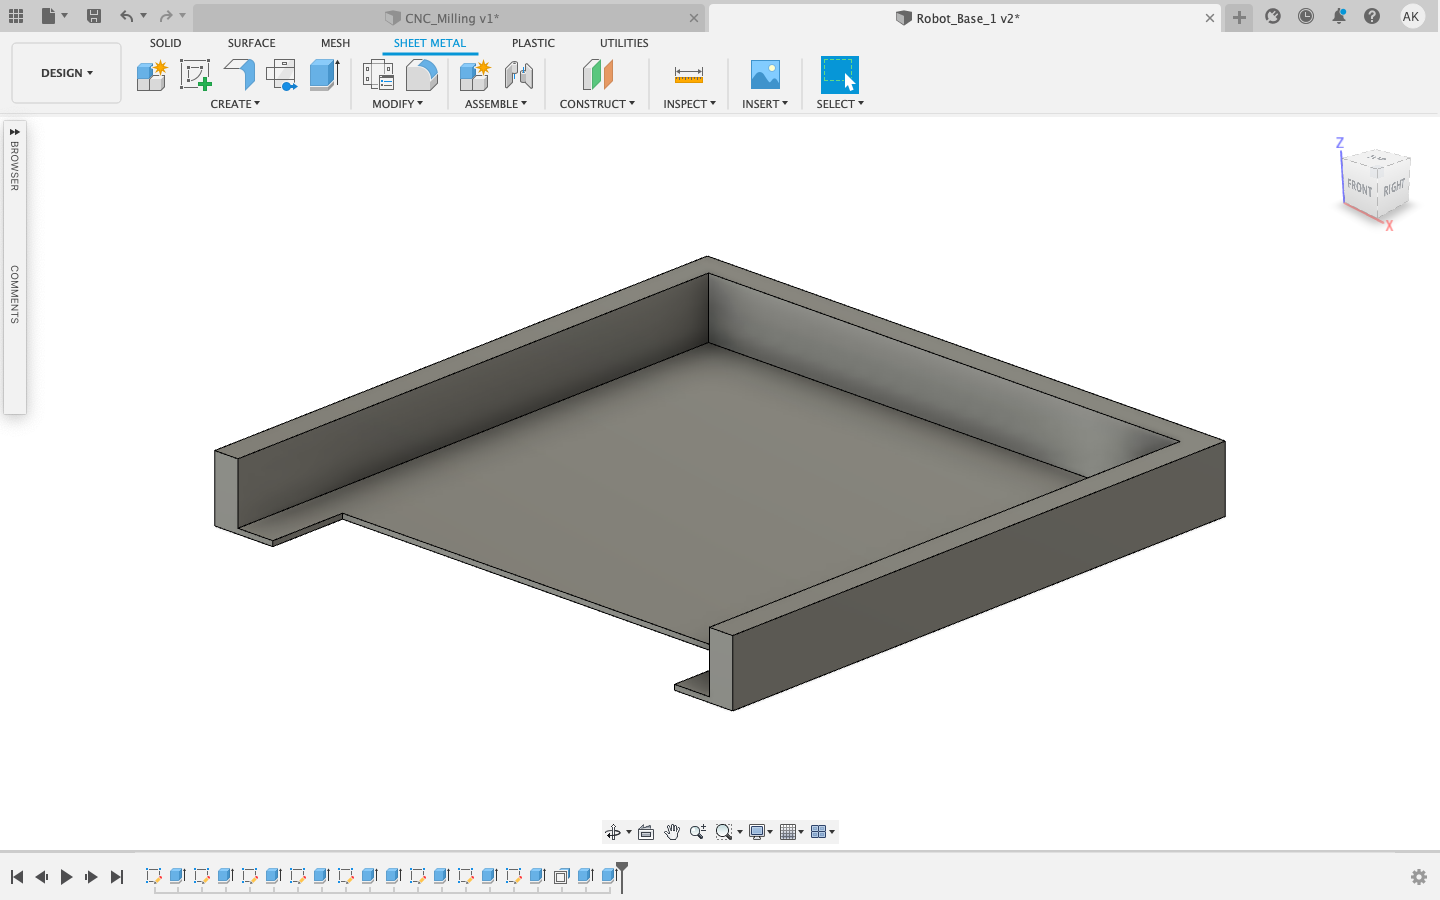 CNC_Milling v1*
Robot_Base_1 v2*
AK
DESIGN
SOLID
SURFACE
MESH
SHEET METAL
PLASTIC
UTILITIES
CREATE
MODIFY
ASSEMBLE
CONSTRUCT
INSPECT
INSERT
SELECT
BROWSER
COMMENTS
Z
TOP
FRONT
RIGHT
X